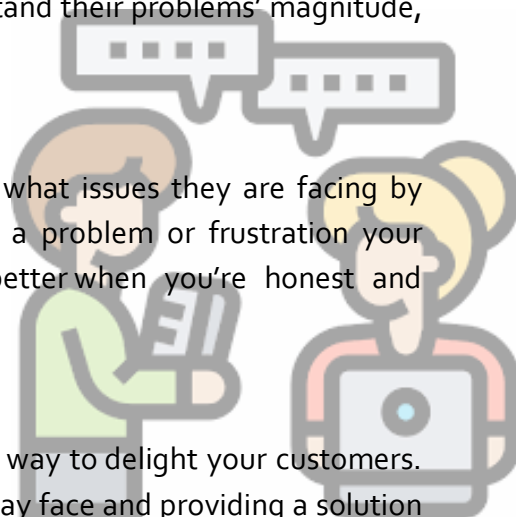 tand their problems' magnitude,
what issues they are facing by
a problem or frustration your
better when you're honest and
way to delight your customers.
ay face and providing a solution